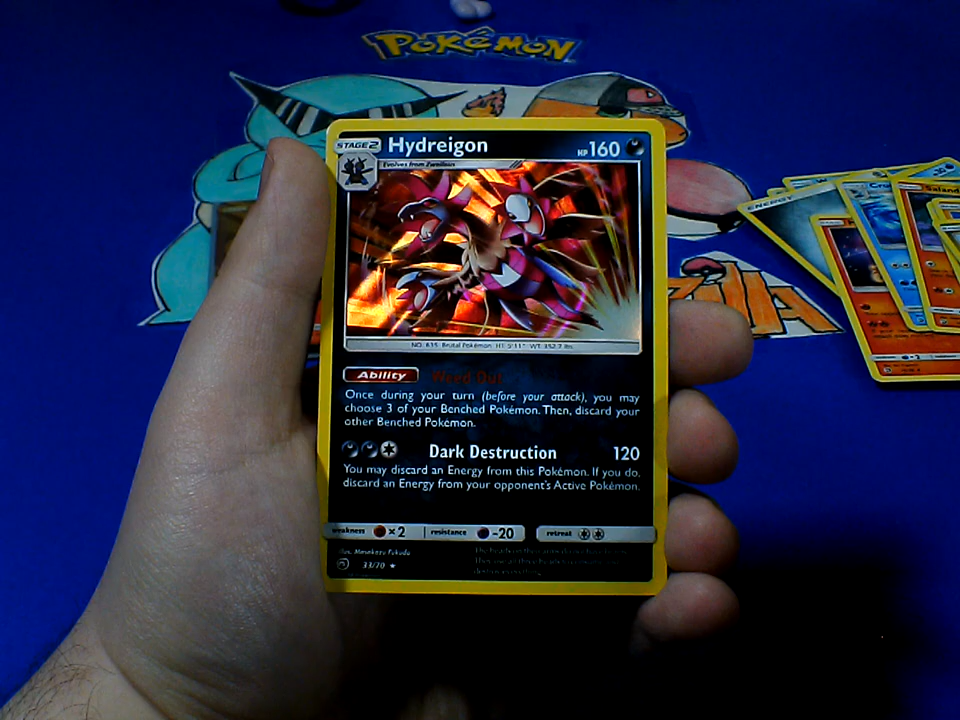 POKéMON
STAGE 2
Hydreigon
HP 160
Evolves from Zweilous
NO. 635 Brutal Pokémon HT: 5'11" WT: 352.7 lbs
Ability
Weed Out
Once during your turn (before your attack), you may
choose 3 of your Benched Pokémon. Then, discard your
other Benched Pokémon.
Dark Destruction 120
You may discard an Energy from this Pokémon. If you do,
discard an Energy from your opponent's Active Pokémon.
weakness ×2 resistance -20 retreat
Illus. Masakazu Fukuda
33/70
ENERGY